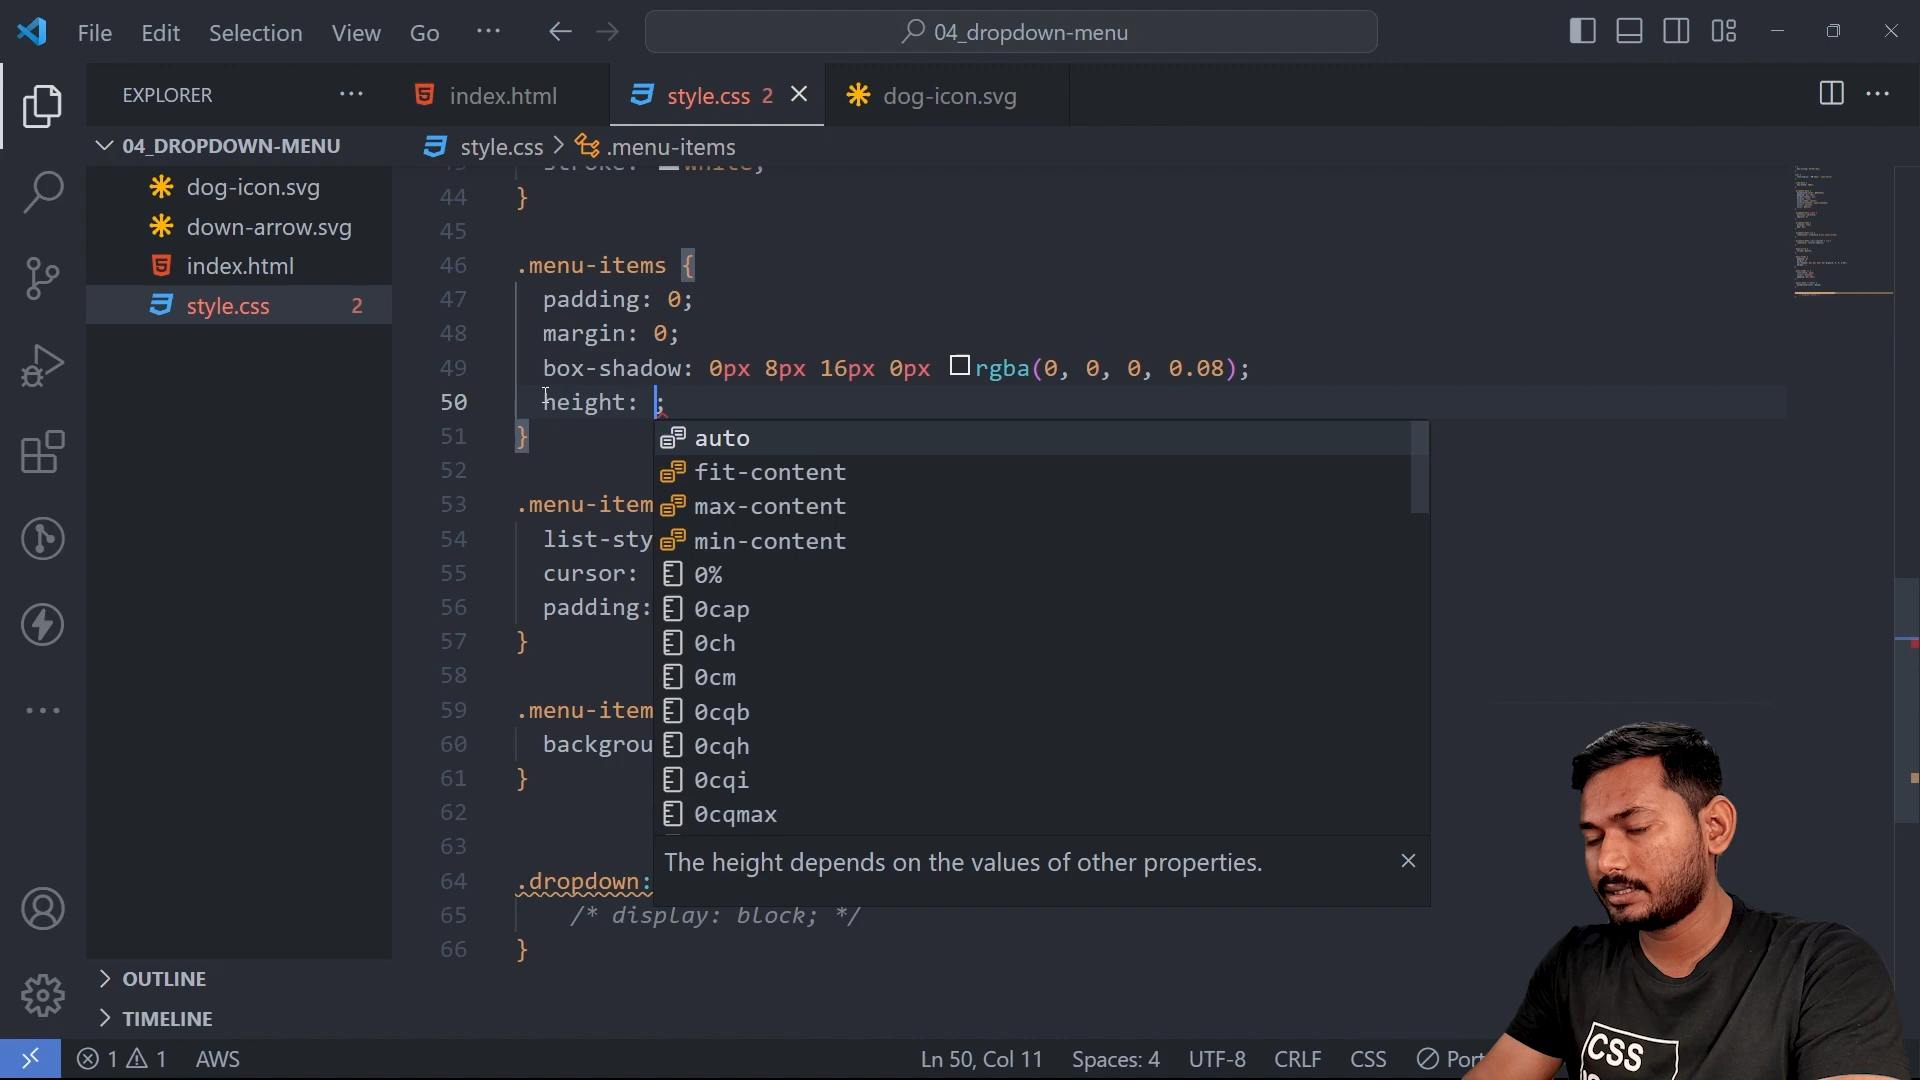 File Edit Selection View Go ··· 04_dropdown-menu
EXPLORER ···
index.html
style.css 2
dog-icon.svg
04_DROPDOWN-MENU
style.css > .menu-items
dog-icon.svg
down-arrow.svg
index.html
style.css 2
44 }
45
46 .menu-items {
47 padding: 0;
48 margin: 0;
49 box-shadow: 0px 8px 16px 0px rgba(0, 0, 0, 0.08);
50 height: ;
51 }
52
53 .menu-item
54 list-sty
55 cursor:
56 padding:
57 }
58
59 .menu-item
60 backgrou
61 }
62
63
64 .dropdown:
65 /* display: block; */
66 }
auto
fit-content
max-content
min-content
0%
0cap
0ch
0cm
0cqb
0cqh
0cqi
0cqmax
The height depends on the values of other properties.
OUTLINE
TIMELINE
1 1 AWS
Ln 50, Col 11 Spaces: 4 UTF-8 CRLF CSS Port
CSS